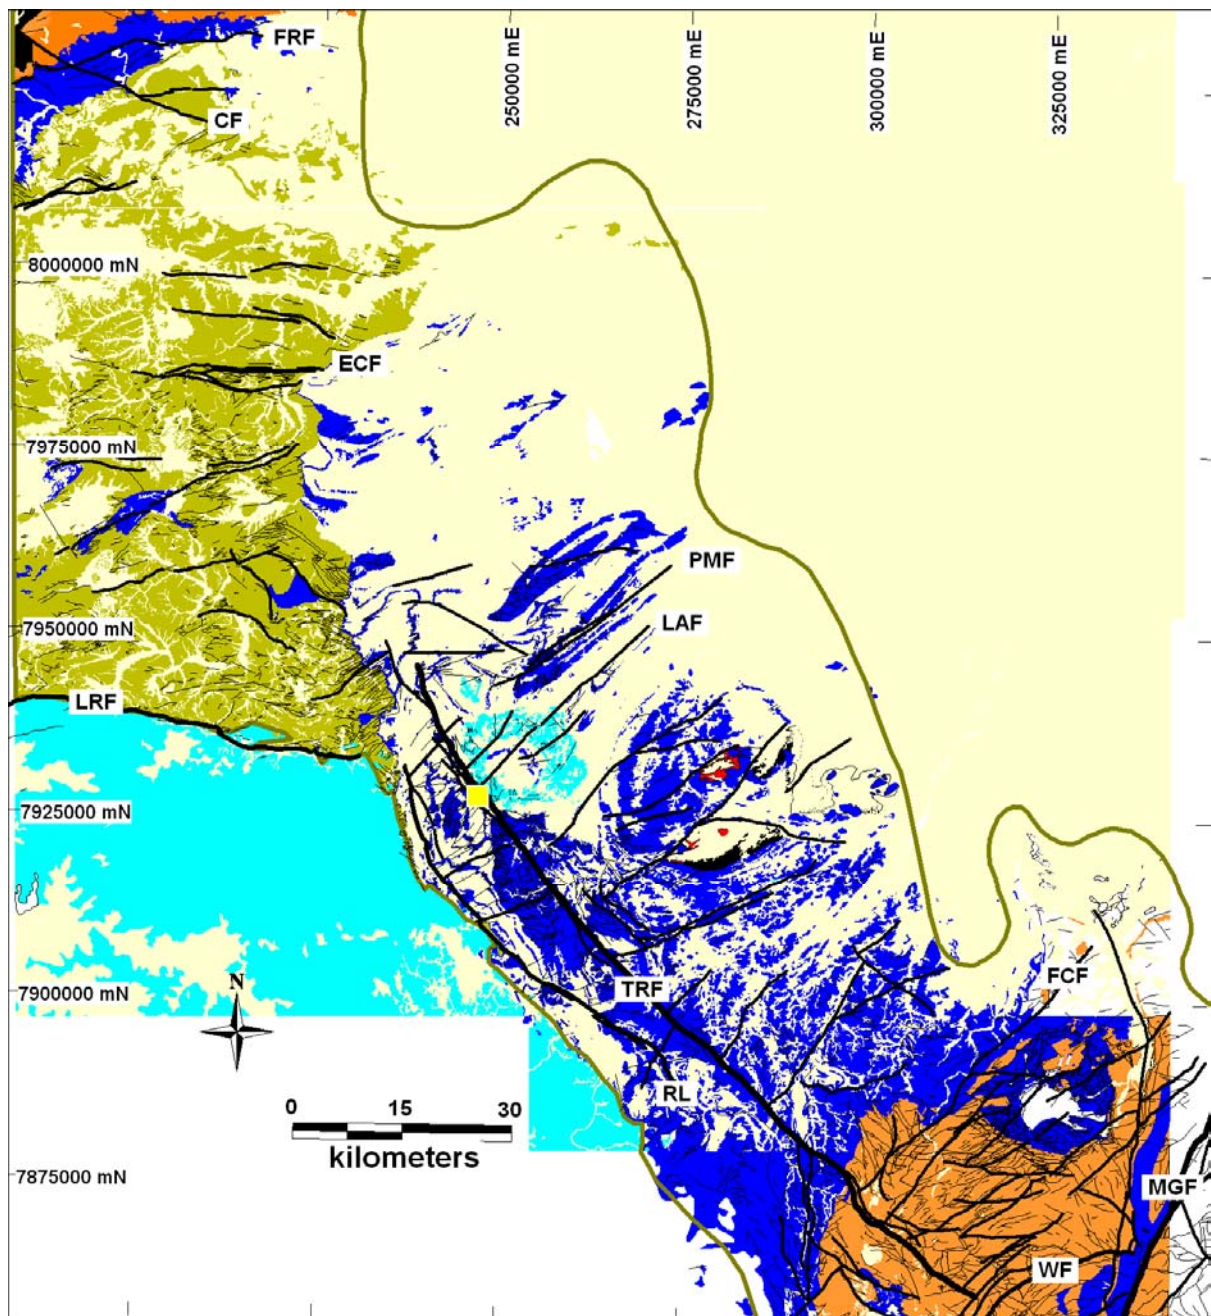 FRF
250000 mE
275000 mE
300000 mE
325000 mE
CF
8000000 mN
ECF
7975000 mN
PMF
LAF
7950000 mN
LRF
7925000 mN
FCF
TRF
7900000 mN
N
RL
0 15 30
kilometers
7875000 mN
MGF
WF